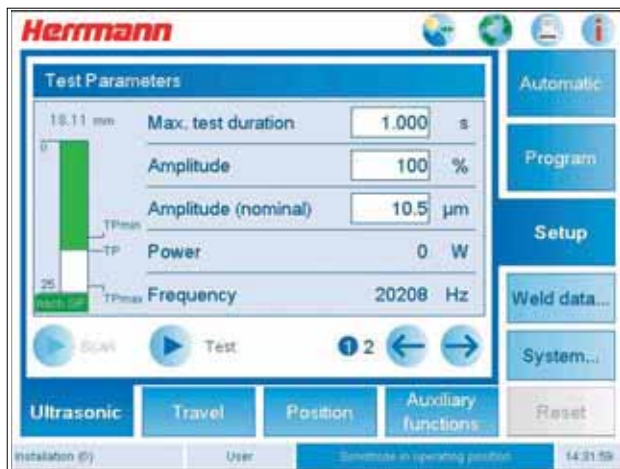 Herrmann
Test Parameters
Automatic
18.11 mm
Max. test duration 1.000 s
0
Amplitude 100 %
Program
Amplitude (nominal) 10.5 µm
TPmin
Setup
TP
Power 0 W
25
TPmax
Frequency 20208 Hz
Weld data...
Scan
Test
1 2
System...
Ultrasonic
Travel
Position
Auxiliary functions
Reset
Installation (0)
User
Sonotrode in operating position
14:31:59